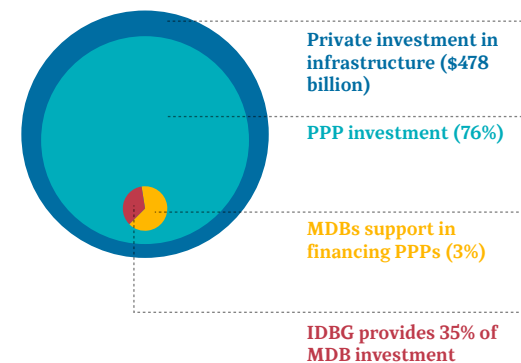 Private investment in
infrastructure ($478
billion)
PPP investment (76%)
MDBs support in
financing PPPs (3%)
IDBG provides 35% of
MDB investment